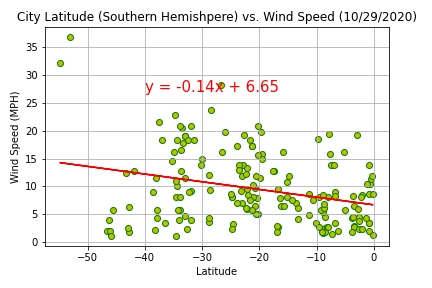 City Latitude (Southern Hemishpere) vs. Wind Speed (10/29/2020)
35
30
25
20
15
10
5
0
Wind Speed (MPH)
y = -0.14x + 6.65
−50 −40 −30 −20 −10 0
Latitude